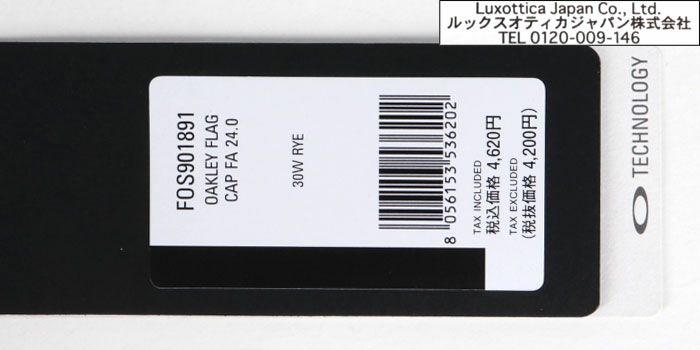 Luxottica Japan Co., Ltd.
ルックスオティカジャパン株式会社
TEL 0120-009-146
FOS901891
OAKLEY FLAG
CAP FA 24.0
30W RYE
8 056153 536202
TAX INCLUDED
税込価格 4,620円
TAX EXCLUDED
(税抜価格 4,200円)
TECHNOLOGY